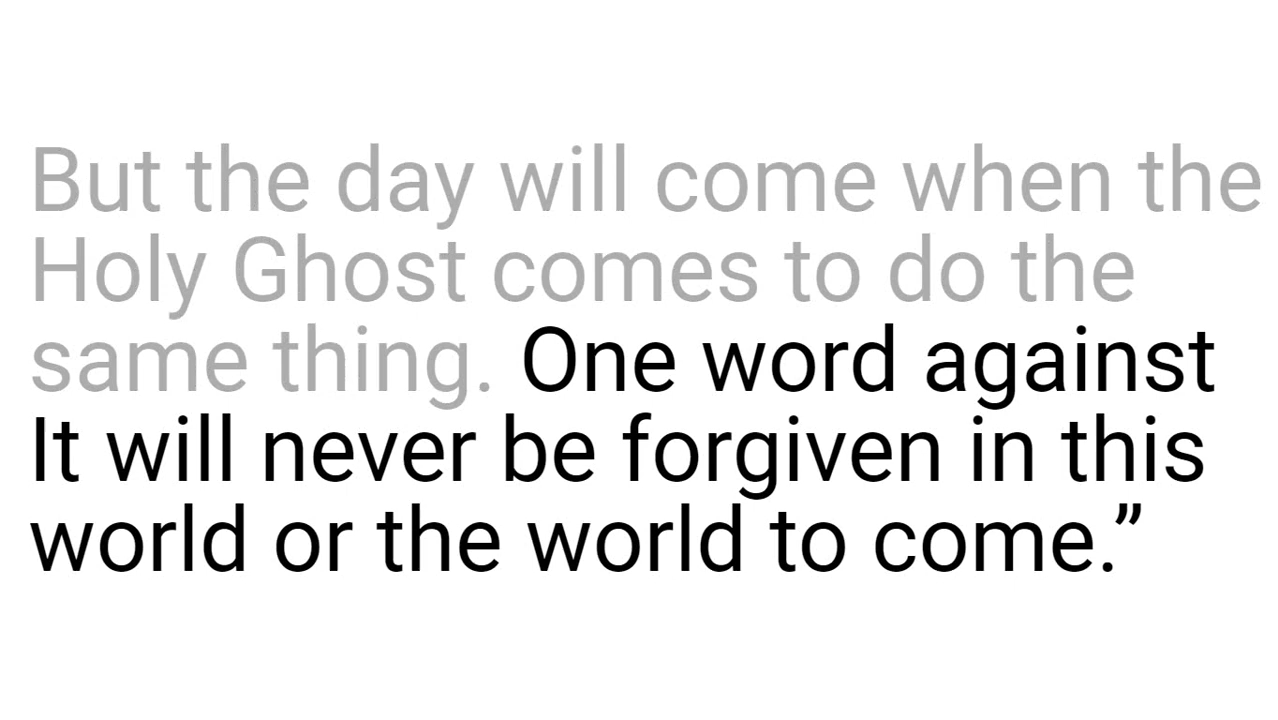 But the day will come when the
Holy Ghost comes to do the
same thing. One word against
It will never be forgiven in this
world or the world to come.”